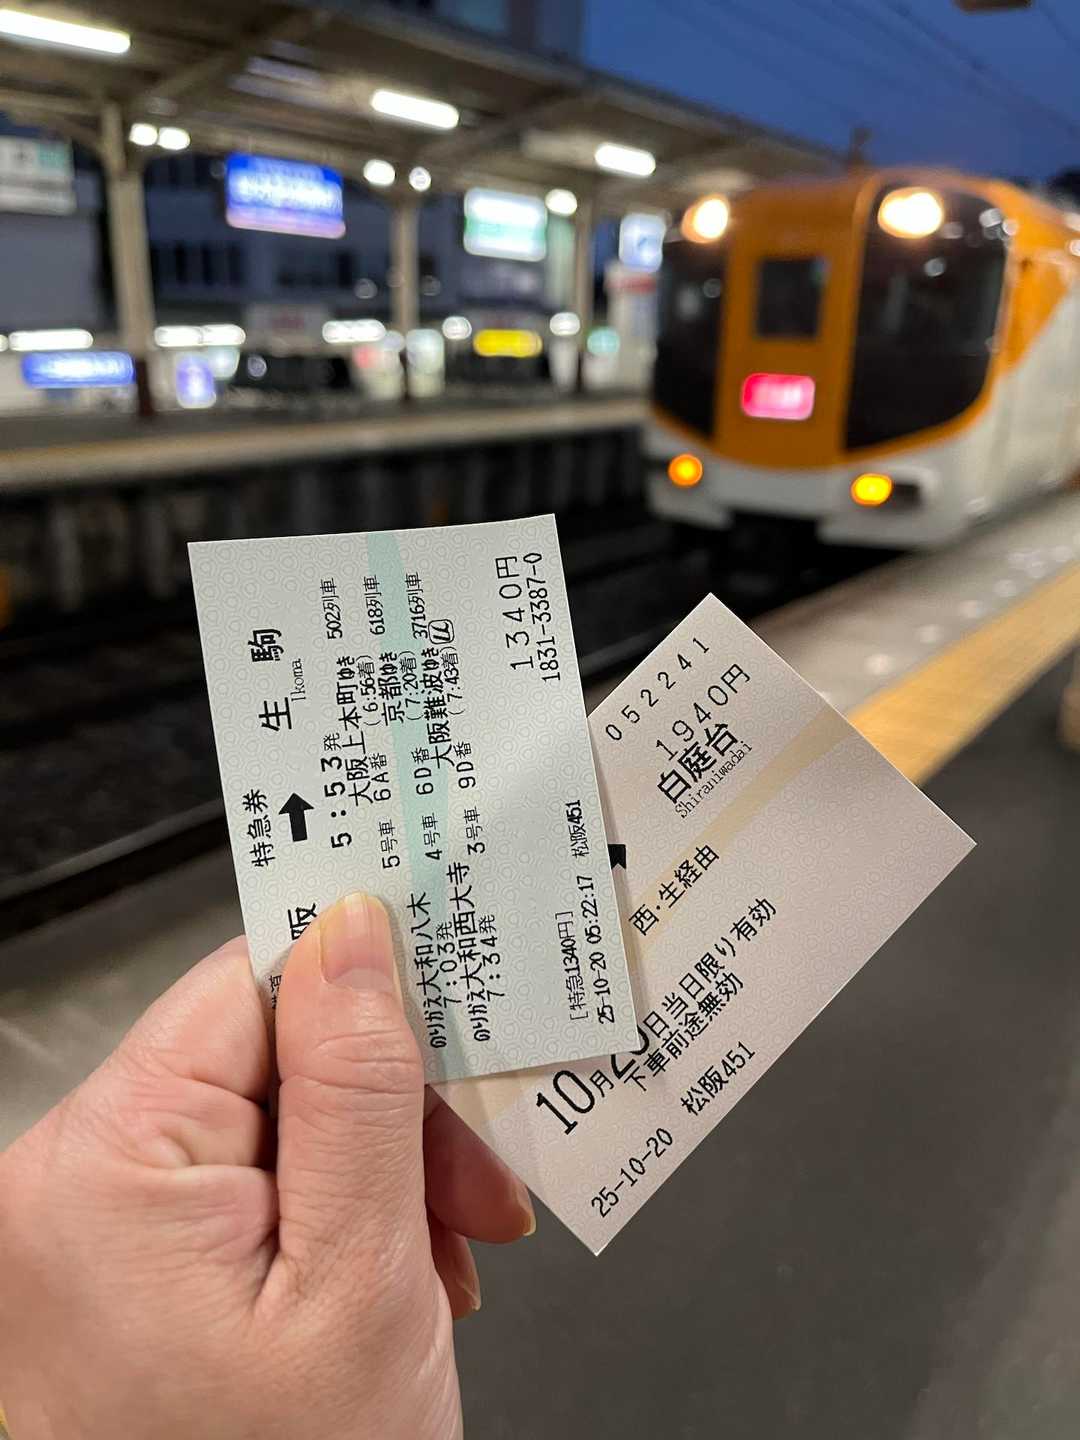 特急券
阪 ➡ 生駒
Ikoma
5:53発 大阪上本町ゆき 502列車
5号車 6A番 (6:56着)
のりかえ大和八木 京都ゆき 618列車
7:03発 4号車 6D番 (7:20着)
のりかえ大和西大寺 大阪難波ゆき 3716列車
7:34発 3号車 9D番 (7:43着)
1340円
[特急1340円] 1831-3387-0
25-10-20 05:22:17 松阪451
052241
1940円
白庭台
Shiraniwadai
西・生経由
10月20日当日限り有効
下車前途無効
25-10-20 松阪451